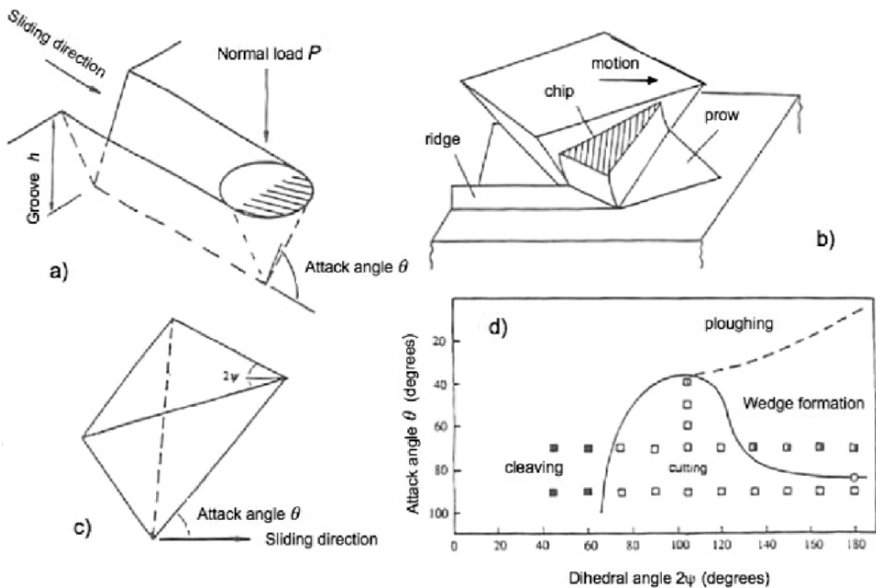 a)
Sliding
direction
Normal load P
Groove h
Attack angle θ
motion
chip
prow
ridge
b)
c)
2ψ
Attack angle θ
Sliding direction
d)
ploughing
Wedge formation
cleaving
cutting
Attack angle θ (degrees)
20
40
60
80
100
0 20 40 60 80 100 120 140 160 180
Dihedral angle 2ψ (degrees)